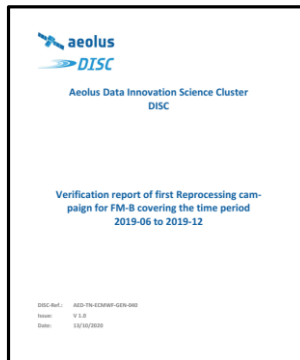 aeolus
DISC
Aeolus Data Innovation Science Cluster
DISC
Verification report of first Reprocessing cam-
paign for FM-B covering the time period
2019-06 to 2019-12
DISC-Ref.: AED-TN-ECMWF-GEN-040
Issue: V 1.0
Date: 13/10/2020